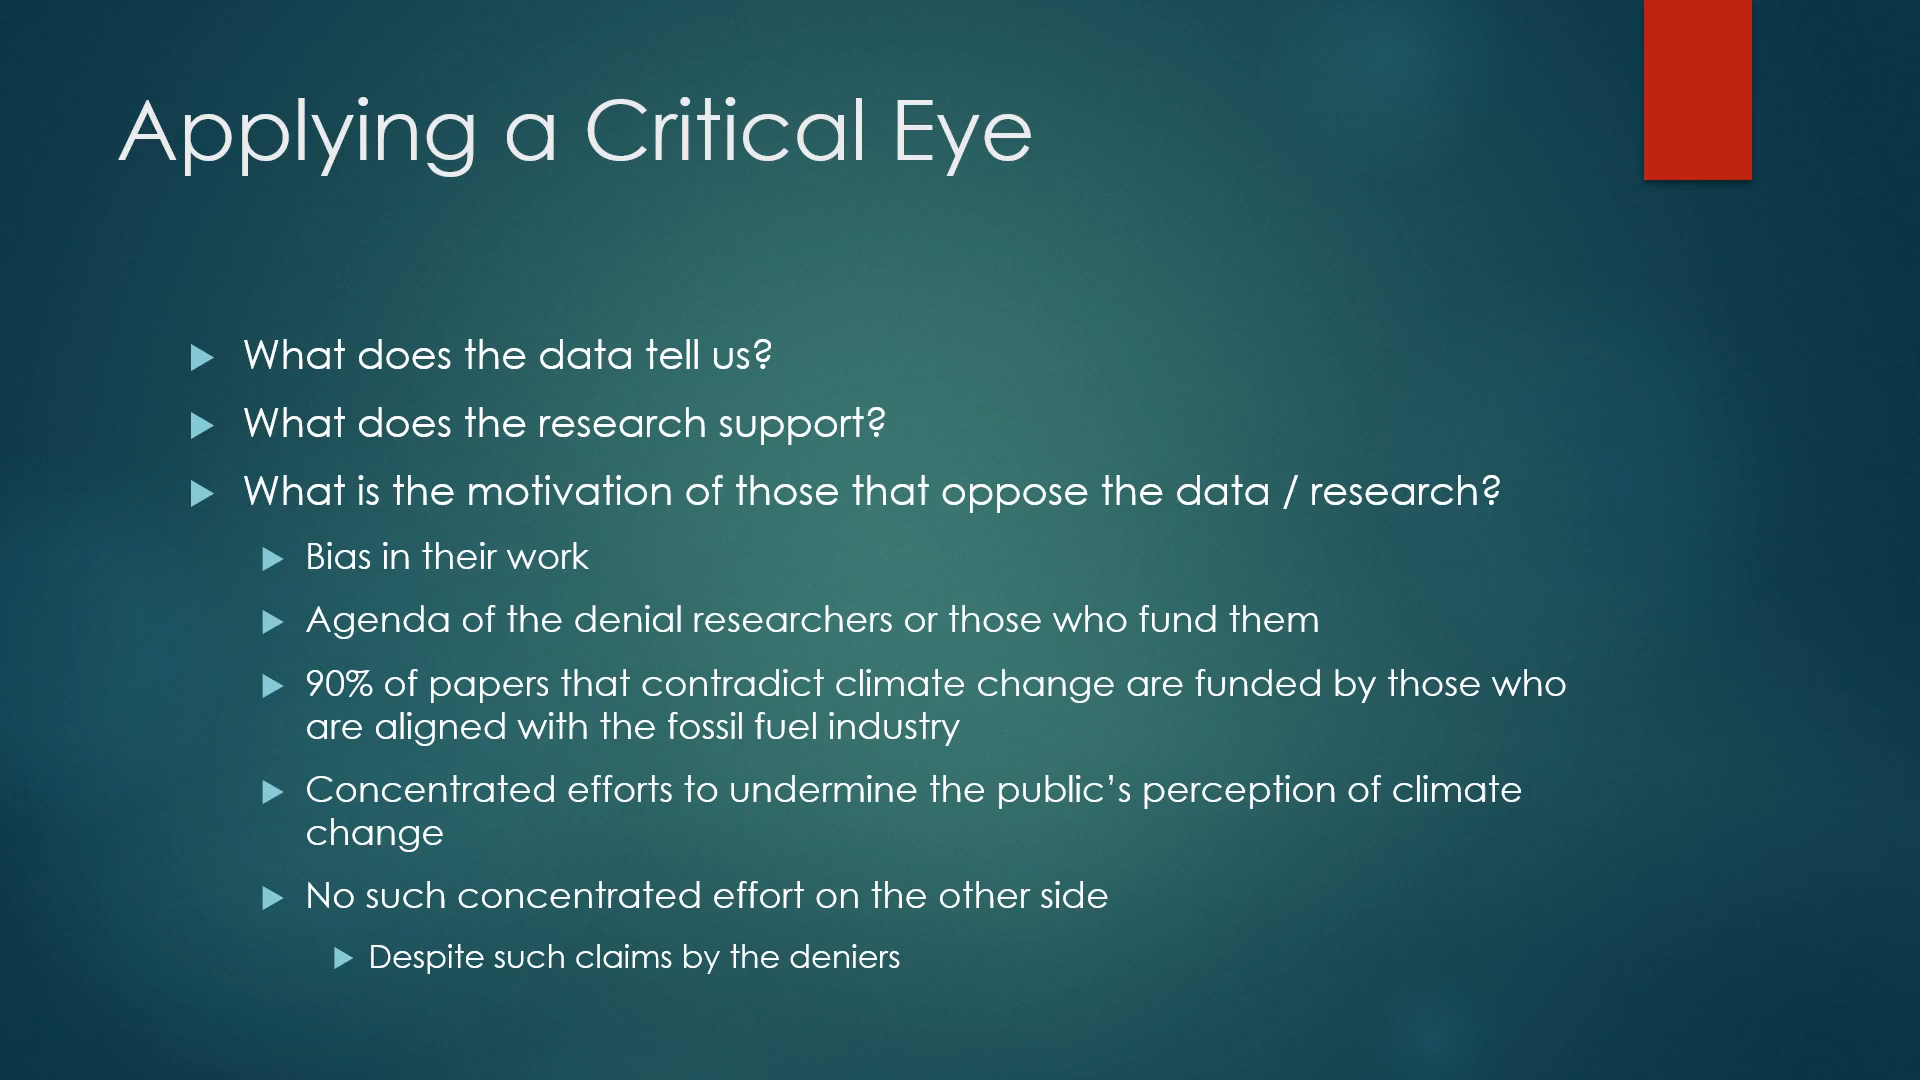 Applying a Critical Eye
What does the data tell us?
What does the research support?
What is the motivation of those that oppose the data / research?
Bias in their work
Agenda of the denial researchers or those who fund them
90% of papers that contradict climate change are funded by those who
are aligned with the fossil fuel industry
Concentrated efforts to undermine the public’s perception of climate
change
No such concentrated effort on the other side
Despite such claims by the deniers